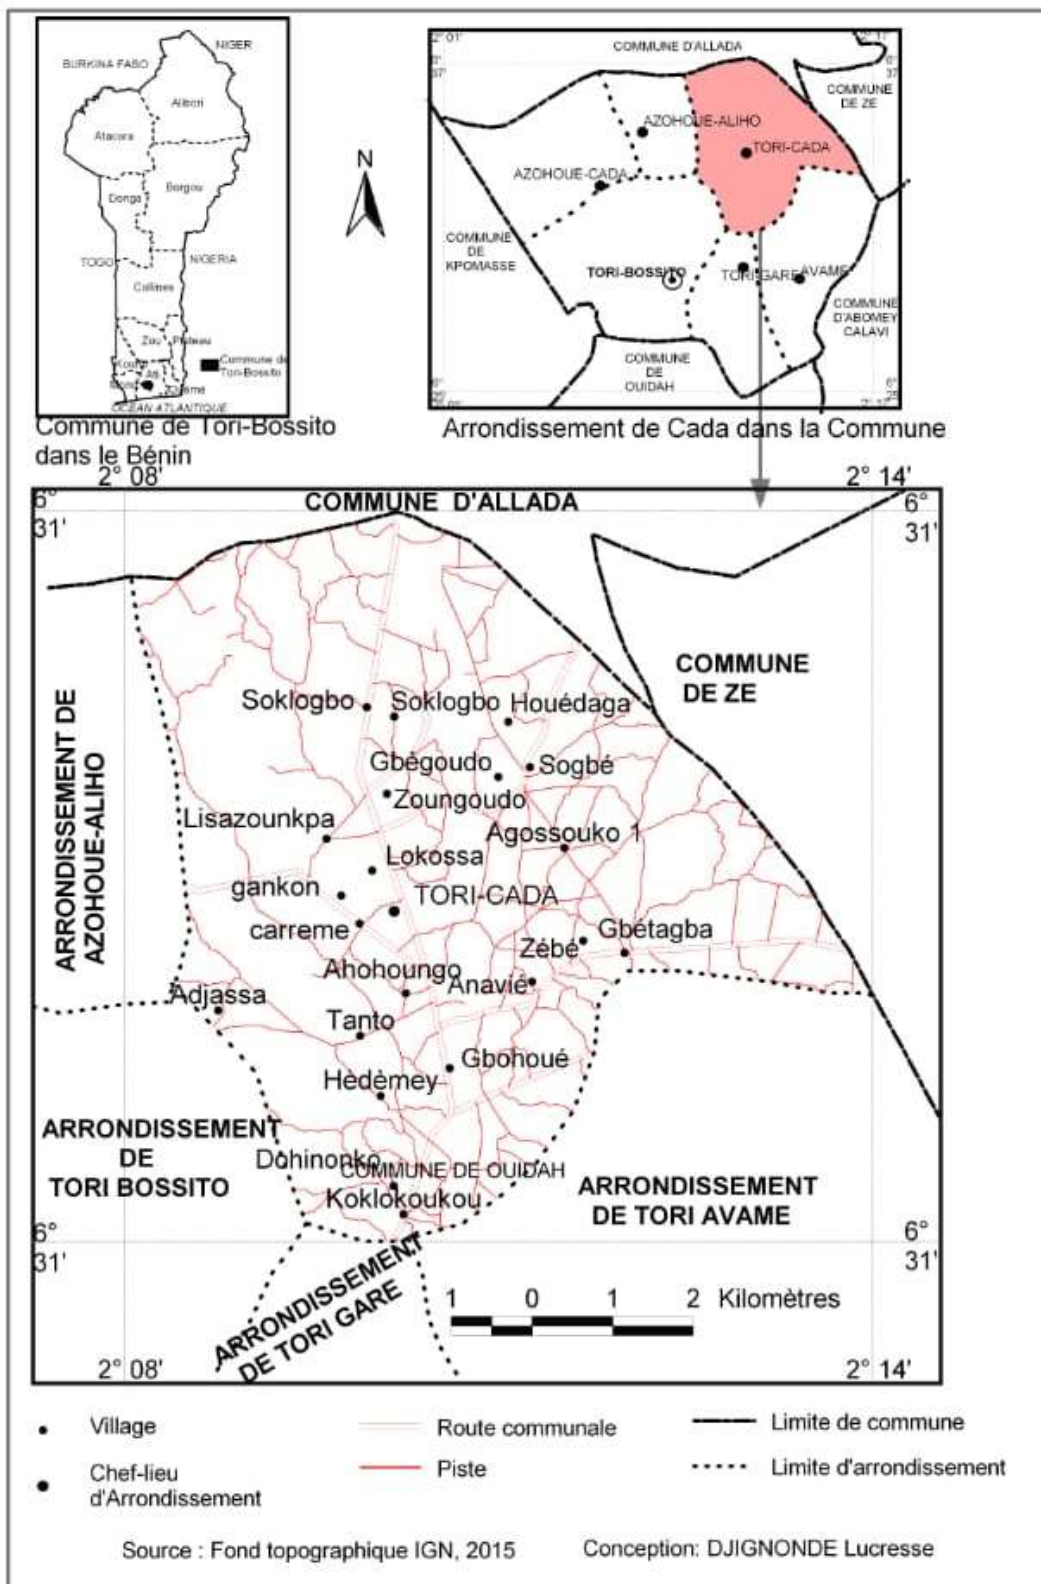 NIGER
BURKINA FASO
Alibori
Atacora
Borgou
Donga
TOGO
NIGERIA
Collines
Zou
Plateau
Commune de
Tori-Bossito
OCEAN ATLANTIQUE
Commune de Tori-Bossito
dans le Bénin
N
2° 01'
COMMUNE D'ALLADA
COMMUNE
DE ZE
AZOHOUE-ALIHO
TORI-CADA
AZOHOUE-CADA
COMMUNE
DE
KPOMASSE
TORI-BOSSITO
TORI-GARE
AVAME
COMMUNE
D'ABOMEY
CALAVI
COMMUNE
DE
OUIDAH
Arrondissement de Cada dans la Commune
2° 08'
2° 14'
6°
31'
COMMUNE D'ALLADA
6°
31'
COMMUNE
DE ZE
ARRONDISSEMENT DE
AZOHOUE-ALIHO
Soklogbo
Soklogbo
Houédaga
Gbègoudo
Sogbé
Zoungoudo
Lisazounkpa
Agossouko 1
Lokossa
gankon
TORI-CADA
carreme
Gbétagba
Zébé
Ahohoungo
Anavié
Adjassa
Tanto
Gbohoué
Hèdèmey
ARRONDISSEMENT
DE
TORI BOSSITO
Dohinonko
COMMUNE DE OUIDAH
Koklokoukou
ARRONDISSEMENT
DE TORI AVAME
6°
31'
6°
31'
ARRONDISSEMENT
DE TORI GARE
1 0 1 2 Kilomètres
2° 08'
2° 14'
Village
Route communale
Limite de commune
Chef-lieu
d'Arrondissement
Piste
Limite d'arrondissement
Source : Fond topographique IGN, 2015
Conception: DJIGNONDE Lucresse